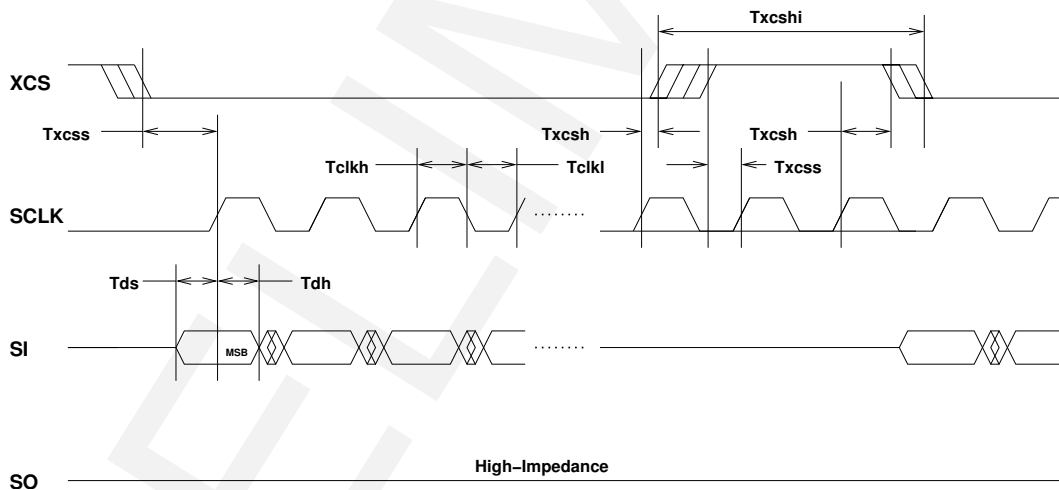 Txcshi
XCS
Txcss Txcsh Txcsh
Tclkh Tclkl Txcss
SCLK ........ 
Tds Tdh
SI MSB ........
High−Impedance
SO